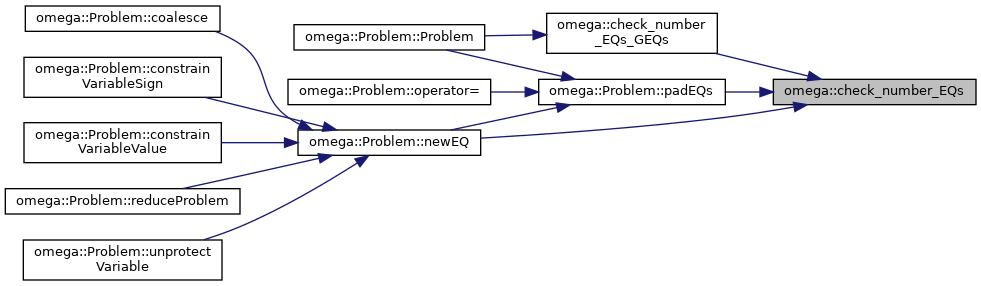 omega::Problem::coalesce
omega::Problem::constrain
VariableSign
omega::Problem::constrain
VariableValue
omega::Problem::reduceProblem
omega::Problem::unprotect
Variable
omega::Problem::Problem
omega::Problem::operator=
omega::Problem::newEQ
omega::check_number
_EQs_GEQs
omega::Problem::padEQs
omega::check_number_EQs